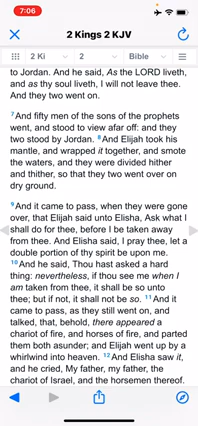 7:06
2 Kings 2 KJV
2 Ki
2
Bible
to Jordan. And he said, As the LORD liveth,
and as thy soul liveth, I will not leave thee.
And they two went on.
7And fifty men of the sons of the prophets
went, and stood to view afar off: and they
two stood by Jordan. 8And Elijah took his
mantle, and wrapped it together, and smote
the waters, and they were divided hither
and thither, so that they two went over on
dry ground.
9And it came to pass, when they were gone
over, that Elijah said unto Elisha, Ask what I
shall do for thee, before I be taken away
from thee. And Elisha said, I pray thee, let a
double portion of thy spirit be upon me.
10And he said, Thou hast asked a hard
thing: nevertheless, if thou see me when I
am taken from thee, it shall be so unto
thee; but if not, it shall not be so. 11And it
came to pass, as they still went on, and
talked, that, behold, there appeared a
chariot of fire, and horses of fire, and parted
them both asunder; and Elijah went up by a
whirlwind into heaven. 12And Elisha saw it,
and he cried, My father, my father, the
chariot of Israel, and the horsemen thereof.